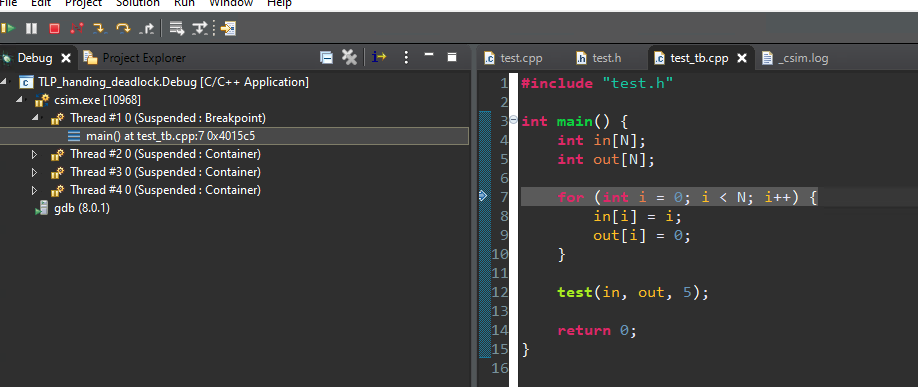 File Edit Project Solution Run Window Help
Debug Project Explorer
TLP_handing_deadlock.Debug [C/C++ Application]
csim.exe [10968]
Thread #1 0 (Suspended : Breakpoint)
main() at test_tb.cpp:7 0x4015c5
Thread #2 0 (Suspended : Container)
Thread #3 0 (Suspended : Container)
Thread #4 0 (Suspended : Container)
gdb (8.0.1)
test.cpp test.h test_tb.cpp _csim.log
1 #include "test.h"
2
3 int main() {
4 int in[N];
5 int out[N];
6
7 for (int i = 0; i < N; i++) {
8 in[i] = i;
9 out[i] = 0;
10 }
11
12 test(in, out, 5);
13
14 return 0;
15 }
16